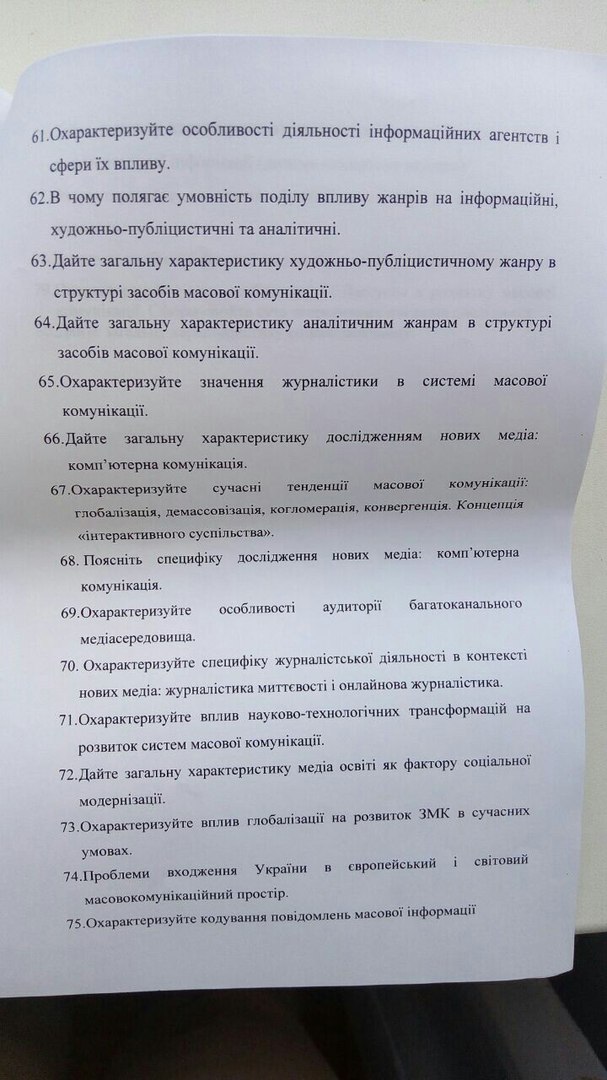 61.Охарактеризуйте особливості діяльності інформаційних агентств і
сфери їх впливу.
62.В чому полягає умовність поділу впливу жанрів на інформаційні,
художньо-публіцистичні та аналітичні.
63.Дайте загальну характеристику художньо-публіцистичному жанру в
структурі засобів масової комунікації.
64.Дайте загальну характеристику аналітичним жанрам в структурі
засобів масової комунікації.
65.Охарактеризуйте значення журналістики в системі масової
комунікації.
66.Дайте загальну характеристику дослідженням нових медіа:
комп’ютерна комунікація.
67.Охарактеризуйте сучасні тенденції масової комунікації:
глобалізація, демассовізація, когломерація, конвергенція. Концепція
«інтерактивного суспільства».
68. Поясніть специфіку дослідження нових медіа: комп’ютерна
комунікація.
69.Охарактеризуйте особливості аудиторії багатоканального
медіасередовища.
70. Охарактеризуйте специфіку журналістської діяльності в контексті
нових медіа: журналістика миттєвості і онлайнова журналістика.
71.Охарактеризуйте вплив науково-технологічних трансформацій на
розвиток систем масової комунікації.
72.Дайте загальну характеристику медіа освіті як фактору соціальної
модернізації.
73.Охарактеризуйте вплив глобалізації на розвиток ЗМК в сучасних
умовах.
74.Проблеми входження України в європейський і світовий
масовокомунікаційний простір.
75.Охарактеризуйте кодування повідомлень масової інформації